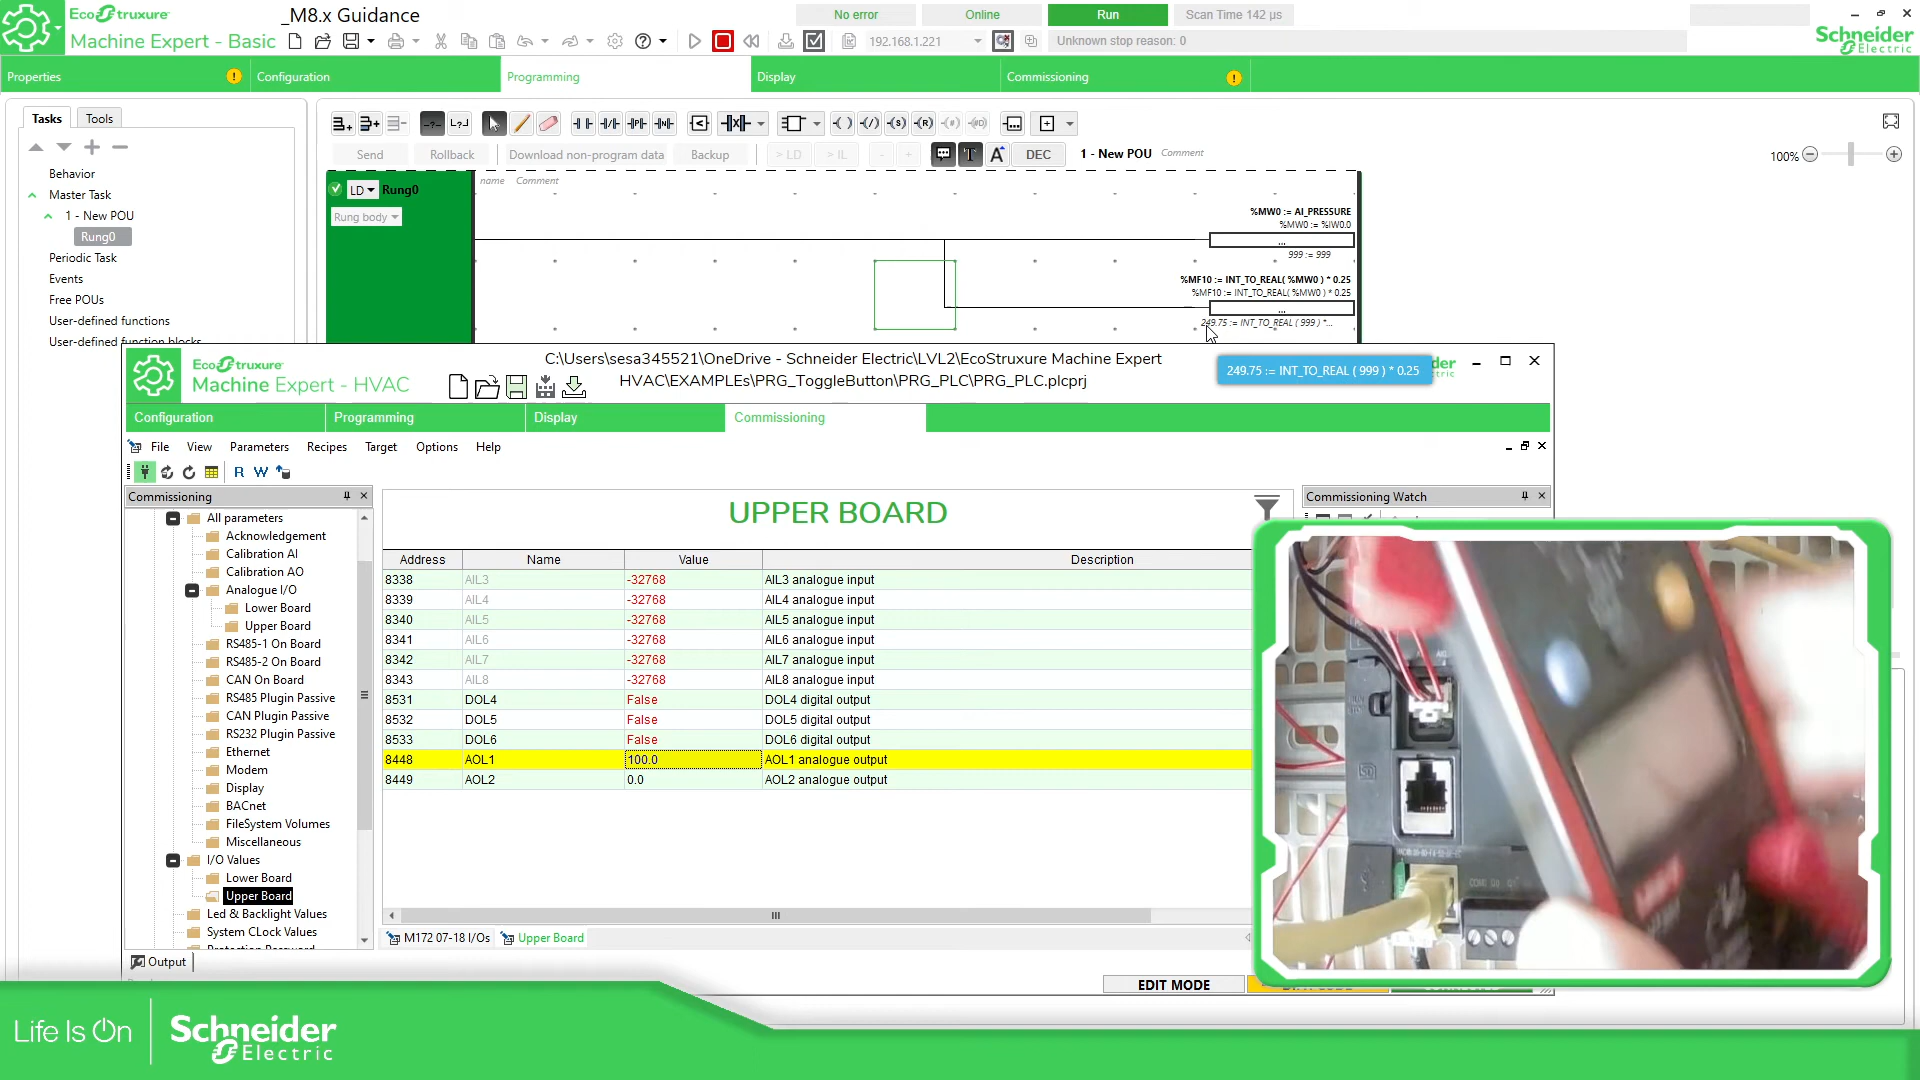 EcoStruxure
Machine Expert - Basic
_M8.x Guidance
No error
Online
Run
Scan Time 142 µs
192.168.1.221
Unknown stop reason: 0
Schneider
Electric
Properties
Configuration
Programming
Display
Commissioning
Tasks
Tools
Send
Rollback
Download non-program data
Backup
> LD
> IL
DEC
1 - New POU
Comment
100%
Behavior
Master Task
1 - New POU
Rung0
Periodic Task
Events
Free POUs
User-defined functions
User-defined function blocks
LD
Rung0
name
Comment
Rung body
%MW0 := AI_PRESSURE
%MW0 := %IW0.0
...
999 := 999
%MF10 := INT_TO_REAL( %MW0 ) * 0.25
%MF10 := INT_TO_REAL( %MW0 ) * 0.25
...
249.75 := INT_TO_REAL ( 999 ) *...
249.75 := INT_TO_REAL ( 999 ) * 0.25
EcoStruxure
Machine Expert - HVAC
C:\Users\sesa345521\OneDrive - Schneider Electric\LVL2\EcoStruxure Machine Expert
HVAC\EXAMPLEs\PRG_ToggleButton\PRG_PLC\PRG_PLC.plcprj
Configuration
Programming
Display
Commissioning
File View Parameters Recipes Target Options Help
R W
Commissioning
All parameters
Acknowledgement
Calibration AI
Calibration AO
Analogue I/O
Lower Board
Upper Board
RS485-1 On Board
RS485-2 On Board
CAN On Board
RS485 Plugin Passive
CAN Plugin Passive
RS232 Plugin Passive
Ethernet
Modem
Display
BACnet
FileSystem Volumes
Miscellaneous
I/O Values
Lower Board
Upper Board
Led & Backlight Values
System CLock Values
Output
UPPER BOARD
Address Name Value Description
8338 AIL3 -32768 AIL3 analogue input
8339 AIL4 -32768 AIL4 analogue input
8340 AIL5 -32768 AIL5 analogue input
8341 AIL6 -32768 AIL6 analogue input
8342 AIL7 -32768 AIL7 analogue input
8343 AIL8 -32768 AIL8 analogue input
8531 DOL4 False DOL4 digital output
8532 DOL5 False DOL5 digital output
8533 DOL6 False DOL6 digital output
8448 AOL1 100.0 AOL1 analogue output
8449 AOL2 0.0 AOL2 analogue output
M172 07-18 I/Os
Upper Board
Commissioning Watch
EDIT MODE
Life Is On
Schneider
Electric